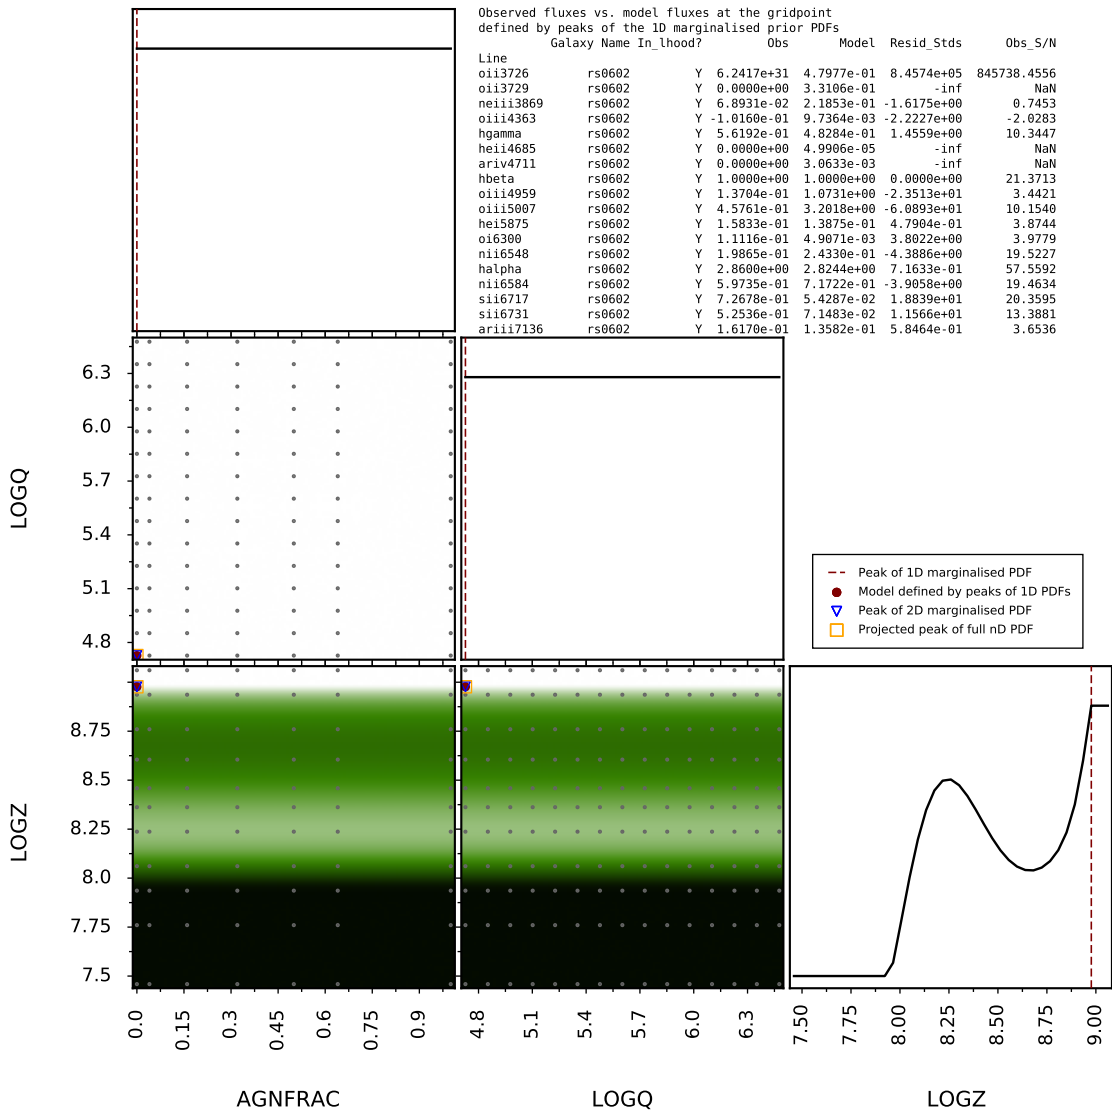 Observed fluxes vs. model fluxes at the gridpoint
defined by peaks of the 1D marginalised prior PDFs
Galaxy Name In_lhood? Obs Model Resid_Stds Obs_S/N
Line
oii3726 rs0602 Y 6.2417e+31 4.7977e-01 8.4574e+05 845738.4556
oii3729 rs0602 Y 0.0000e+00 3.3106e-01 -inf NaN
neiii3869 rs0602 Y 6.8931e-02 2.1853e-01 -1.6175e+00 0.7453
oiii4363 rs0602 Y -1.0160e-01 9.7364e-03 -2.2227e+00 -2.0283
hgamma rs0602 Y 5.6192e-01 4.8284e-01 1.4559e+00 10.3447
heii4685 rs0602 Y 0.0000e+00 4.9906e-05 -inf NaN
ariv4711 rs0602 Y 0.0000e+00 3.0633e-03 -inf NaN
hbeta rs0602 Y 1.0000e+00 1.0000e+00 0.0000e+00 21.3713
oiii4959 rs0602 Y 1.3704e-01 1.0731e+00 -2.3513e+01 3.4421
oiii5007 rs0602 Y 4.5761e-01 3.2018e+00 -6.0893e+01 10.1540
hei5875 rs0602 Y 1.5833e-01 1.3875e-01 4.7904e-01 3.8744
oi6300 rs0602 Y 1.1116e-01 4.9071e-03 3.8022e+00 3.9779
nii6548 rs0602 Y 1.9865e-01 2.4330e-01 -4.3886e+00 19.5227
halpha rs0602 Y 2.8600e+00 2.8244e+00 7.1633e-01 57.5592
nii6584 rs0602 Y 5.9735e-01 7.1722e-01 -3.9058e+00 19.4634
sii6717 rs0602 Y 7.2678e-01 5.4287e-02 1.8839e+01 20.3595
sii6731 rs0602 Y 5.2536e-01 7.1483e-02 1.1566e+01 13.3881
ariii7136 rs0602 Y 1.6170e-01 1.3582e-01 5.8464e-01 3.6536
6.3
6.0
5.7
5.4
5.1
4.8
LOGQ
Peak of 1D marginalised PDF
Model defined by peaks of 1D PDFs
Peak of 2D marginalised PDF
Projected peak of full nD PDF
8.75
8.5
8.25
8.0
7.75
7.5
LOGZ
0.0 0.15 0.3 0.45 0.6 0.75 0.9
4.8 5.1 5.4 5.7 6.0 6.3
7.50 7.75 8.00 8.25 8.50 8.75 9.00
AGNFRAC LOGQ LOGZ